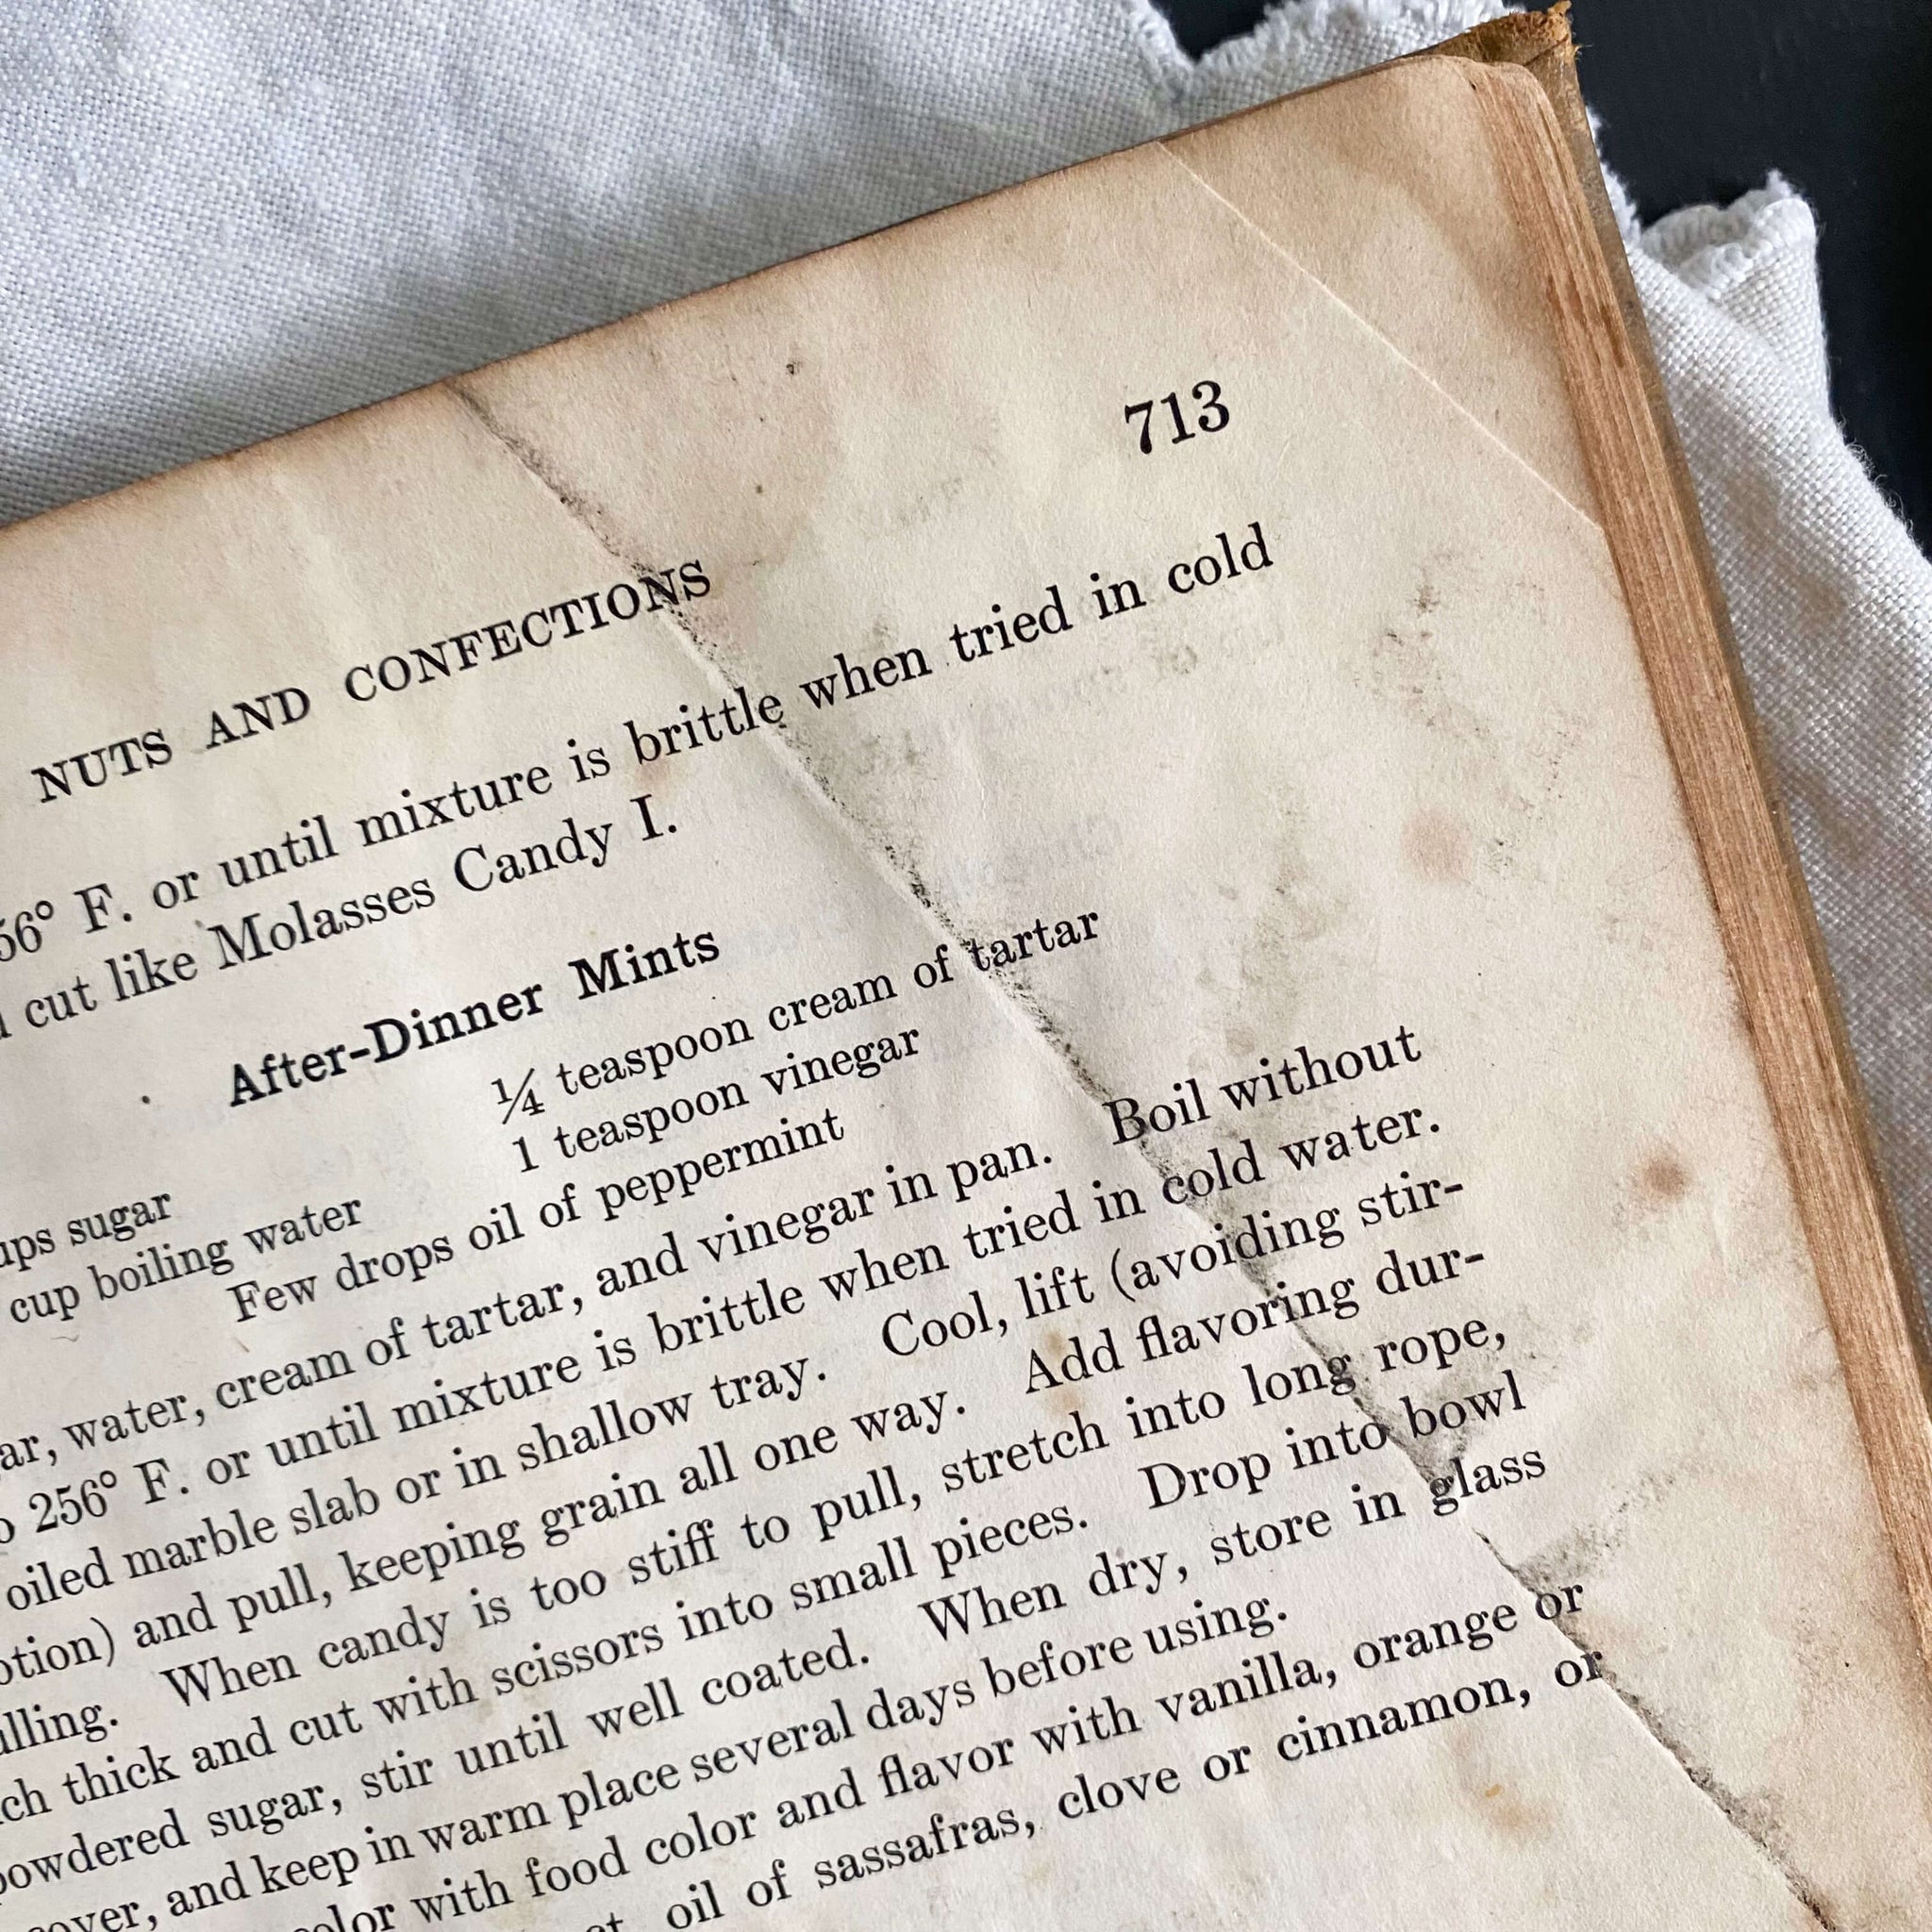 713
NUTS AND CONFECTIONS
56° F. or until mixture is brittle when tried in cold
cut like Molasses Candy I.
After-Dinner Mints
¼ teaspoon cream of tartar
1 teaspoon vinegar
sugar
cup boiling water
Few drops oil of peppermint
water, cream of tartar, and vinegar in pan. Boil without
256° F. or until mixture is brittle when tried in cold water.
oiled marble slab or in shallow tray. Cool, lift (avoiding stir-
and pull, keeping grain all one way. Add flavoring dur-
When candy is too stiff to pull, stretch into long rope,
thick and cut with scissors into small pieces. Drop into bowl
powdered sugar, stir until well coated. When dry, store in glass
and keep in warm place several days before using.
with food color and flavor with vanilla, orange or
oil of sassafras, clove or cinnamon, or